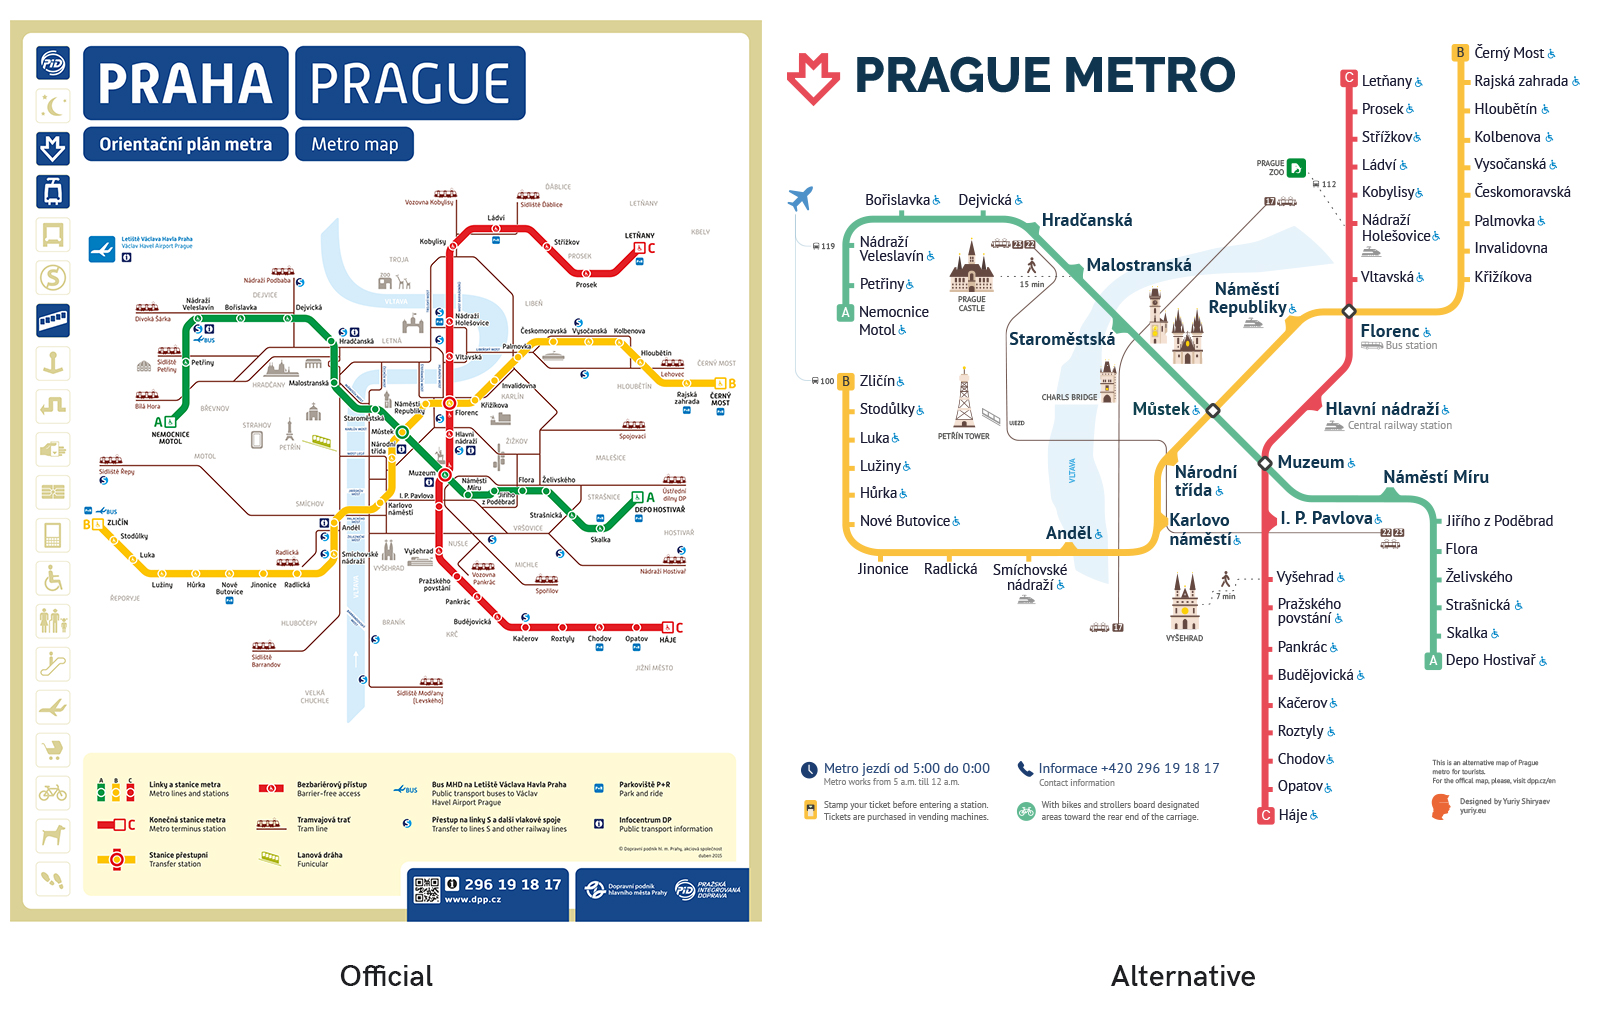 PiD
PRAHA
PRAGUE
Orientační plán metra
Metro map
Letiště Václava Havla Praha
Václav Havel Airport Prague
ĎÁBLICE
Vozovna Kobylisy
Sídliště Ďáblice
LETŇANY
Ládví
KBELY
Kobylisy
Střížkov
LETŇANY
C
PROSEK
TROJA
ZOO
Prosek
Nádraží Podbaba
DEJVICE
VLTAVA
LIBEŇ
Nádraží
Veleslavín
Bořislavka
Dejvická
Divoká Šárka
Nádraží
Holešovice
Českomoravská
Vysočanská
Kolbenova
BUS
Hradčanská
LETNÁ
Palmovka
Hloubětín
Sídliště
Petřiny
Petřiny
Vltavská
Lehovec
ČERNÝ MOST
HRADČANY
Malostranská
Invalidovna
HLOUBĚTÍN
B
KARLÍN
Rajská
zahrada
ČERNÝ
MOST
Bílá Hora
BŘEVNOV
Náměstí
Republiky
Křižíkova
Florenc
A
NEMOCNICE
MOTOL
STRAHOV
PETŘÍN
Staroměstská
Můstek
Hlavní
nádraží
ŽIŽKOV
Spojovací
Národní
třída
MOTOL
MALEŠICE
Sídliště Řepy
Muzeum
Náměstí
Míru
Flora
Želivského
Jiřího
z Poděbrad
I. P. Pavlova
STRAŠNICE
A
Ústřední
dílny DP
SMÍCHOV
Karlovo
náměstí
Strašnická
DEPO HOSTIVAŘ
BUS
B
ZLIČÍN
Anděl
VRŠOVICE
Skalka
HOSTIVAŘ
Stodůlky
NUSLE
Luka
Radlická
Smíchovské
nádraží
Vyšehrad
VYŠEHRAD
MICHLE
Nádraží Hostivař
Vozovna
Pankrác
Lužiny
Hůrka
Nové
Butovice
Jinonice
Radlická
Pražského
povstání
Spořilov
ŘEPORYJE
Pankrác
HLUBOČEPY
BRANÍK
Budějovická
KRČ
Kačerov
Roztyly
Chodov
Opatov
HÁJE
C
Sídliště
Barrandov
JIŽNÍ MĚSTO
VELKÁ
CHUCHLE
Sídliště Modřany
(Levského)
A B C
Linky a stanice metra
Metro lines and stations
Bezbariérový přístup
Barrier-free access
BUS
Bus MHD na Letiště Václava Havla Praha
Public transport buses to Václav
Havel Airport Prague
P+R
Parkoviště P+R
Park and ride
C
Konečná stanice metra
Metro terminus station
Tramvajová trať
Tram line
S
Přestup na linky S a další vlakové spoje
Transfer to lines S and other railway lines
Infocentrum DP
Public transport information
Stanice přestupní
Transfer station
Lanová dráha
Funicular
© Dopravní podnik hl. m. Prahy, akciová společnost
duben 2015
296 19 18 17
www.dpp.cz
Dopravní podnik
hlavního města Prahy
PiD
PRAŽSKÁ
INTEGROVANÁ
DOPRAVA
Official
PRAGUE METRO
B
Černý Most
C
Letňany
Rajská zahrada
Prosek
Hloubětín
Střížkov
Kolbenova
PRAGUE
ZOO
112
Ládví
Vysočanská
Kobylisy
Českomoravská
17
Nádraží
Holešovice
Palmovka
Invalidovna
Vltavská
Křižíkova
Bořislavka
Dejvická
Hradčanská
119
Nádraží
Veleslavín
23 22
Malostranská
15 min
Petřiny
PRAGUE
CASTLE
Náměstí
Republiky
A
Nemocnice
Motol
Staroměstská
Florenc
Bus station
100
B
Zličín
Stodůlky
CHARLS BRIDGE
Můstek
Hlavní nádraží
Central railway station
Luka
PETŘÍN TOWER
UJEZD
VLTAVA
Lužiny
Muzeum
Národní
třída
Náměstí Míru
Hůrka
Nové Butovice
Anděl
Karlovo
náměstí
I. P. Pavlova
22 23
Jiřího z Poděbrad
Flora
Jinonice
Radlická
Smíchovské
nádraží
Vyšehrad
7 min
Želivského
Pražského
povstání
Strašnická
17
VYŠEHRAD
Skalka
Pankrác
A
Depo Hostivař
Budějovická
Kačerov
Roztyly
Chodov
Opatov
C
Háje
Metro jezdí od 5:00 do 0:00
Metro works from 5 a.m. till 12 a.m.
Informace +420 296 19 18 17
Contact information
Stamp your ticket before entering a station.
Tickets are purchased in vending machines.
With bikes and strollers board designated
areas toward the rear end of the carriage.
This is an alternative map of Prague
metro for tourists.
For the offical map, please, visit dpp.cz/en
Designed by Yuriy Shiryaev
yuriy.eu
Alternative